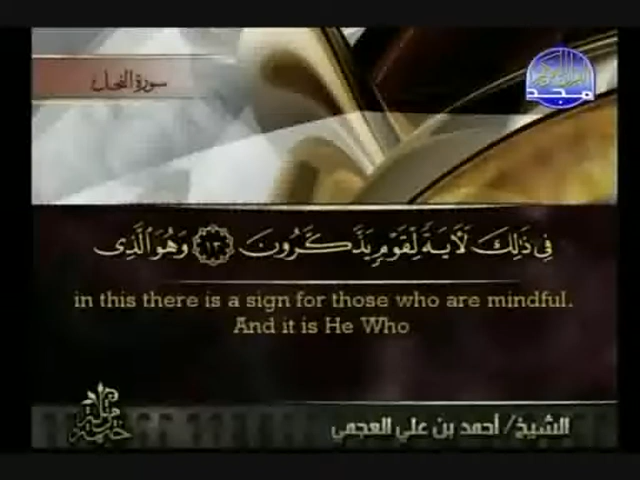 سورة النحل
مجد
فِي ذَٰلِكَ لَآيَةً لِّقَوْمٍ يَذَّكَّرُونَ ١٣ وَهُوَ الَّذِي
in this there is a sign for those who are mindful.
And it is He Who
الشيخ/ أحمد بن علي العجمي